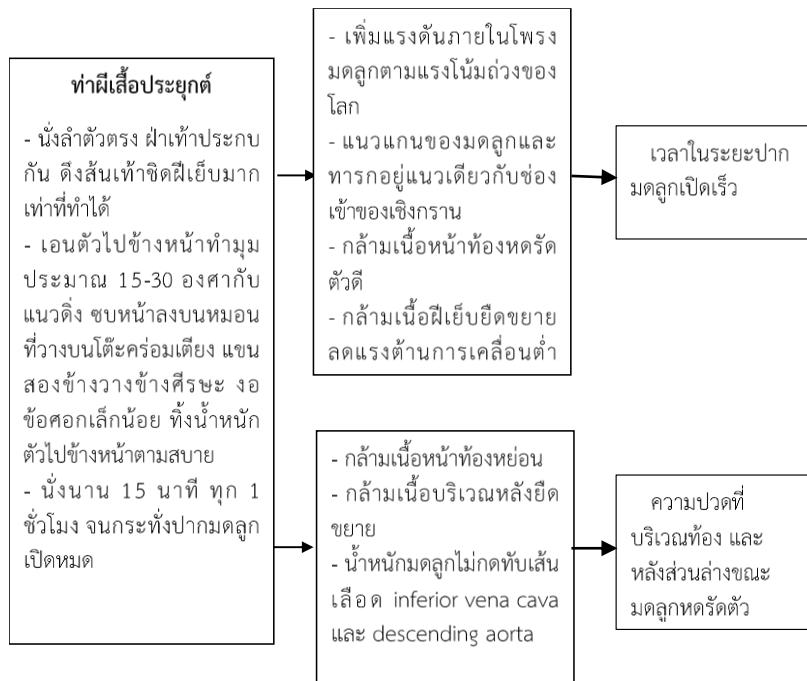 ท่าผีเสื้อประยุกต์
- นั่งลำตัวตรง ฝ่าเท้าประกบ
กัน ดึงส้นเท้าชิดฝีเย็บมาก
เท่าที่ทำได้
- เอนตัวไปข้างหน้าทำมุม
ประมาณ 15-30 องศากับ
แนวดิ่ง ซบหน้าลงบนหมอน
ที่วางบนโต๊ะคร่อมเตียง แขน
สองข้างวางข้างศีรษะ งอ
ข้อศอกเล็กน้อย ทิ้งน้ำหนัก
ตัวไปข้างหน้าตามสบาย
- นั่งนาน 15 นาที ทุก 1
ชั่วโมง จนกระทั่งปากมดลูก
เปิดหมด
- เพิ่มแรงดันภายในโพรง
มดลูกตามแรงโน้มถ่วงของ
โลก
- แนวแกนของมดลูกและ
ทารกอยู่แนวเดียวกับช่อง
เข้าของเชิงกราน
- กล้ามเนื้อหน้าท้องหดรัด
ตัวดี
- กล้ามเนื้อฝีเย็บยืดขยาย
ลดแรงต้านการเคลื่อนต่ำ
เวลาในระยะปาก
มดลูกเปิดเร็ว
- กล้ามเนื้อหน้าท้องหย่อน
- กล้ามเนื้อบริเวณหลังยืด
ขยาย
- น้ำหนักมดลูกไม่กดทับเส้น
เลือด inferior vena cava
และ descending aorta
ความปวดที่
บริเวณท้อง และ
หลังส่วนล่างขณะ
มดลูกหดรัดตัว